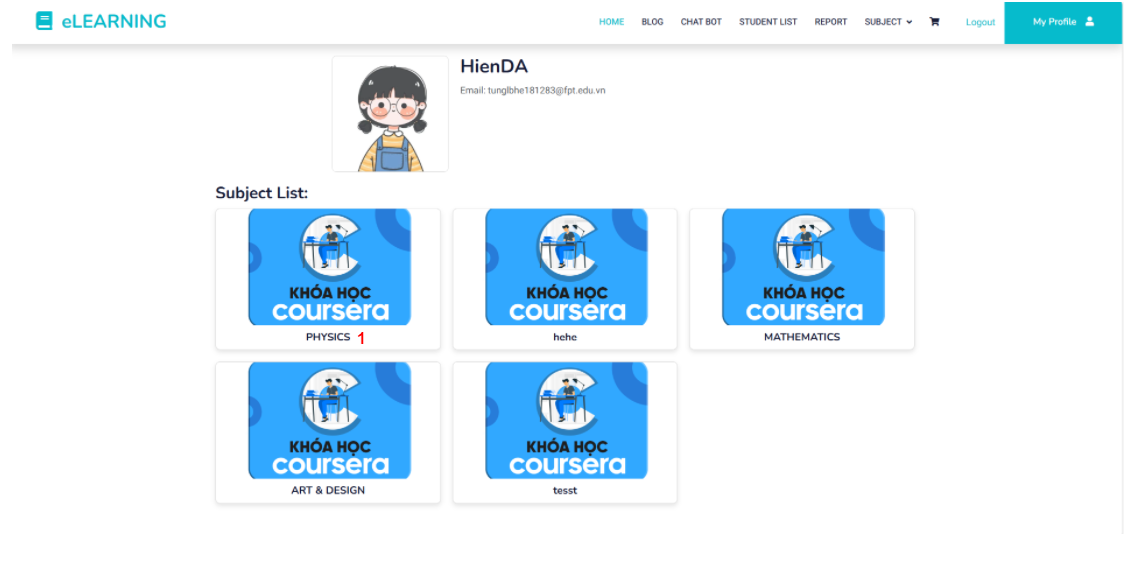 eLEARNING
HOME BLOG CHAT BOT STUDENT LIST REPORT SUBJECT Logout My Profile
HienDA
Email: tunglbhe181283@fpt.edu.vn
Subject List:
KHÓA HỌC
coursera
PHYSICS 1
KHÓA HỌC
coursera
hehe
KHÓA HỌC
coursera
MATHEMATICS
KHÓA HỌC
coursera
ART & DESIGN
KHÓA HỌC
coursera
tesst